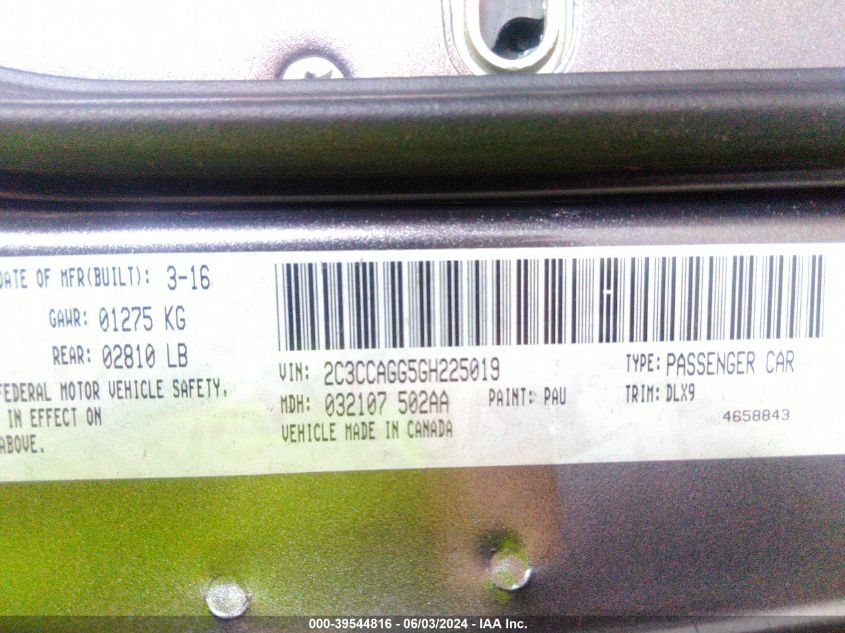 DATE OF MFR(BUILT): 3-16
GAWR: 01275 KG
REAR: 02810 LB
FEDERAL MOTOR VEHICLE SAFETY,
IN EFFECT ON
ABOVE.
VIN: 2C3CCAGG5GH225019 TYPE: PASSENGER CAR
MDH: 032107 502AA PAINT: PAU TRIM: DLX9
VEHICLE MADE IN CANADA 4658843
000-39544816 - 06/03/2024 - IAA Inc.